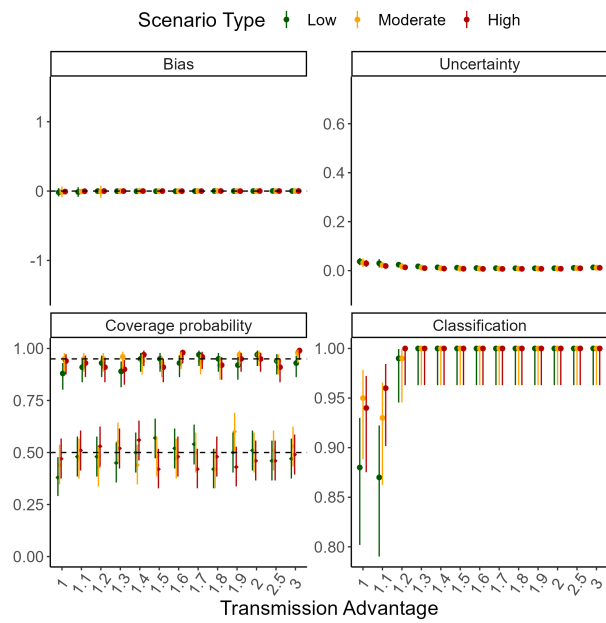 Scenario Type Low Moderate High
Bias Uncertainty
1 0.6
0 0.4
-1 0.2
0.0
Coverage probability Classification
1.00 1.00
0.75 0.95
0.50 0.90
0.25 0.85
0.00 0.80
1 1.1 1.2 1.3 1.4 1.5 1.6 1.7 1.8 1.9 2 2.5 3 1 1.1 1.2 1.3 1.4 1.5 1.6 1.7 1.8 1.9 2 2.5 3
Transmission Advantage